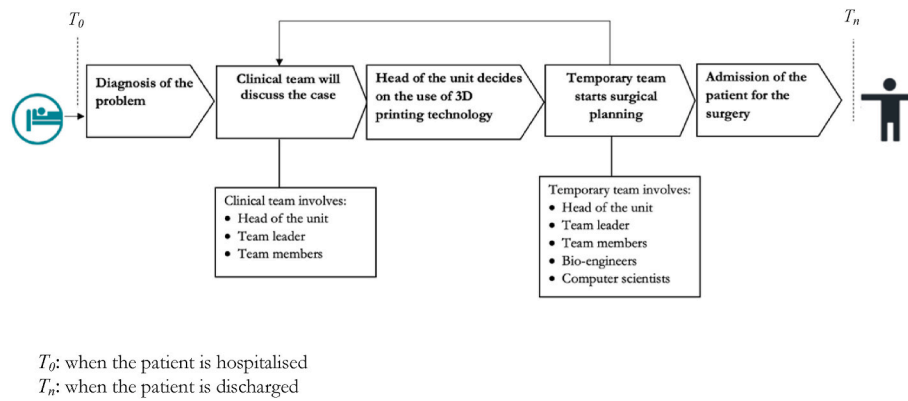 T0
Tn
Diagnosis of the
problem
Clinical team will
discuss the case
Head of the unit decides
on the use of 3D
printing technology
Temporary team
starts surgical
planning
Admission of the
patient for the
surgery
Clinical team involves:
• Head of the unit
• Team leader
• Team members
Temporary team involves:
• Head of the unit
• Team leader
• Team members
• Bio-engineers
• Computer scientists
T0: when the patient is hospitalised
Tn: when the patient is discharged